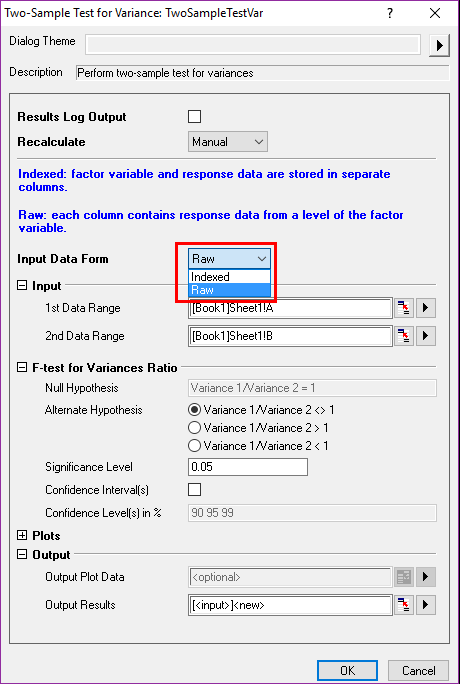 Two-Sample Test for Variance: TwoSampleTestVar
Dialog Theme
Description Perform two-sample test for variances
Results Log Output
Recalculate Manual
Indexed: factor variable and response data are stored in separate
columns.
Raw: each column contains response data from a level of the factor
variable.
Input Data Form Raw
Indexed
Raw
Input
1st Data Range [Book1]Sheet1!A
2nd Data Range [Book1]Sheet1!B
F-test for Variances Ratio
Null Hypothesis Variance 1/Variance 2 = 1
Alternate Hypothesis Variance 1/Variance 2 <> 1
Variance 1/Variance 2 > 1
Variance 1/Variance 2 < 1
Significance Level 0.05
Confidence Interval(s)
Confidence Level(s) in % 90 95 99
Plots
Output
Output Plot Data <optional>
Output Results [<input>]<new>
OK Cancel